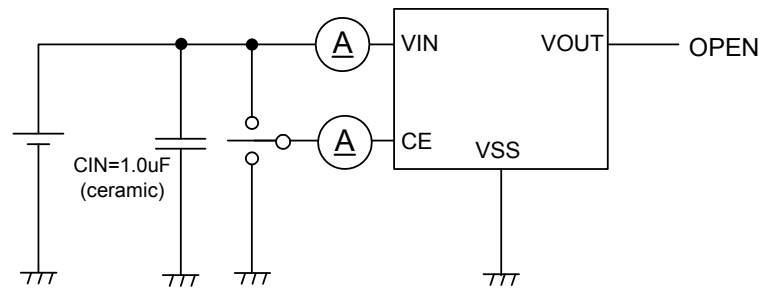 A
VIN
VOUT
OPEN
A
CE
VSS
CIN=1.0uF
(ceramic)